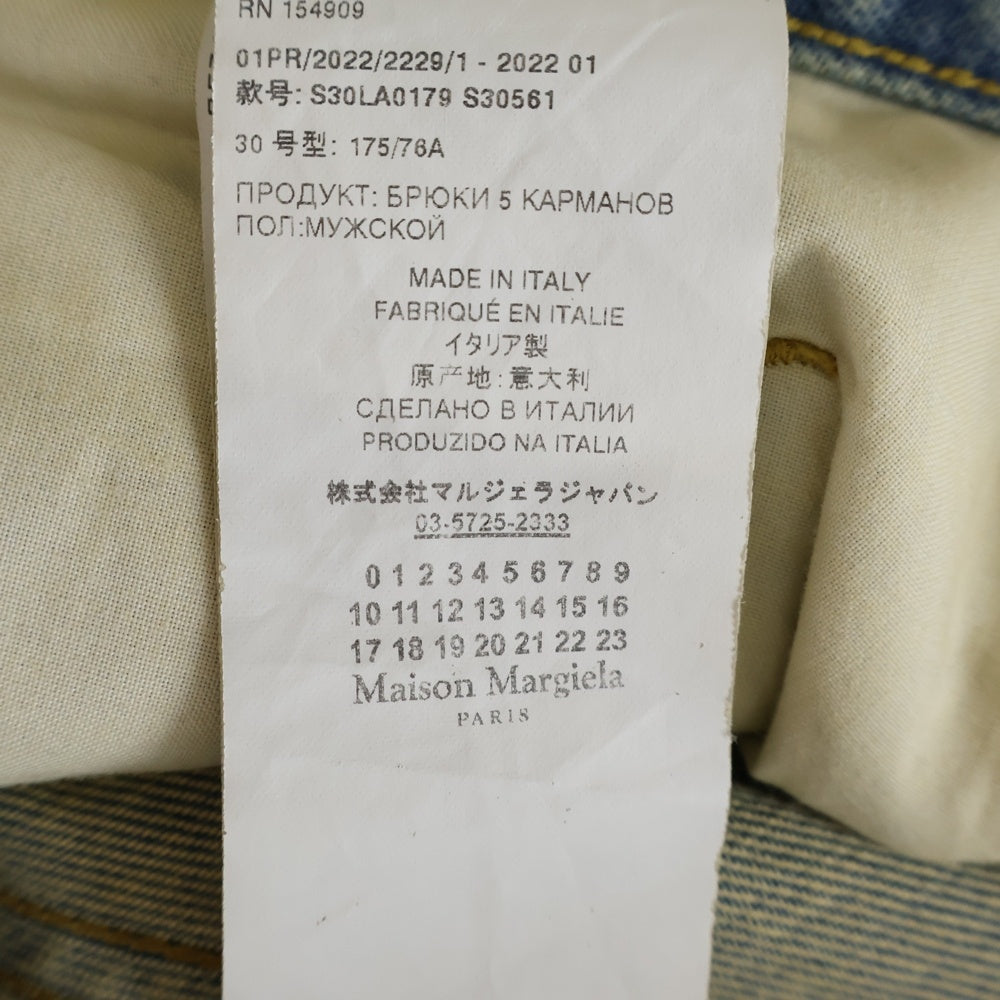 RN 154909
01PR/2022/2229/1 - 2022 01
款号: S30LA0179 S30561
30 号型: 175/76A
ПРОДУКТ: БРЮКИ 5 КАРМАНОВ
ПОЛ:МУЖСКОЙ
MADE IN ITALY
FABRIQUÉ EN ITALIE
イタリア製
原产地:意大利
СДЕЛАНО В ИТАЛИИ
PRODUZIDO NA ITALIA
株式会社マルジェラジャパン
03-5725-2333
0 1 2 3 4 5 6 7 8 9
10 11 12 13 14 15 16
17 18 19 20 21 22 23
Maison Margiela
PARIS